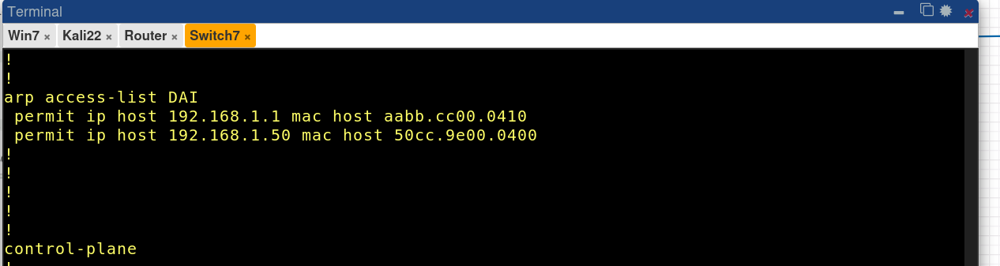 Terminal
Win7 × Kali22 × Router × Switch7 ×
!
!
arp access-list DAI
 permit ip host 192.168.1.1 mac host aabb.cc00.0410
 permit ip host 192.168.1.50 mac host 50cc.9e00.0400
!
!
!
!
!
control-plane
!